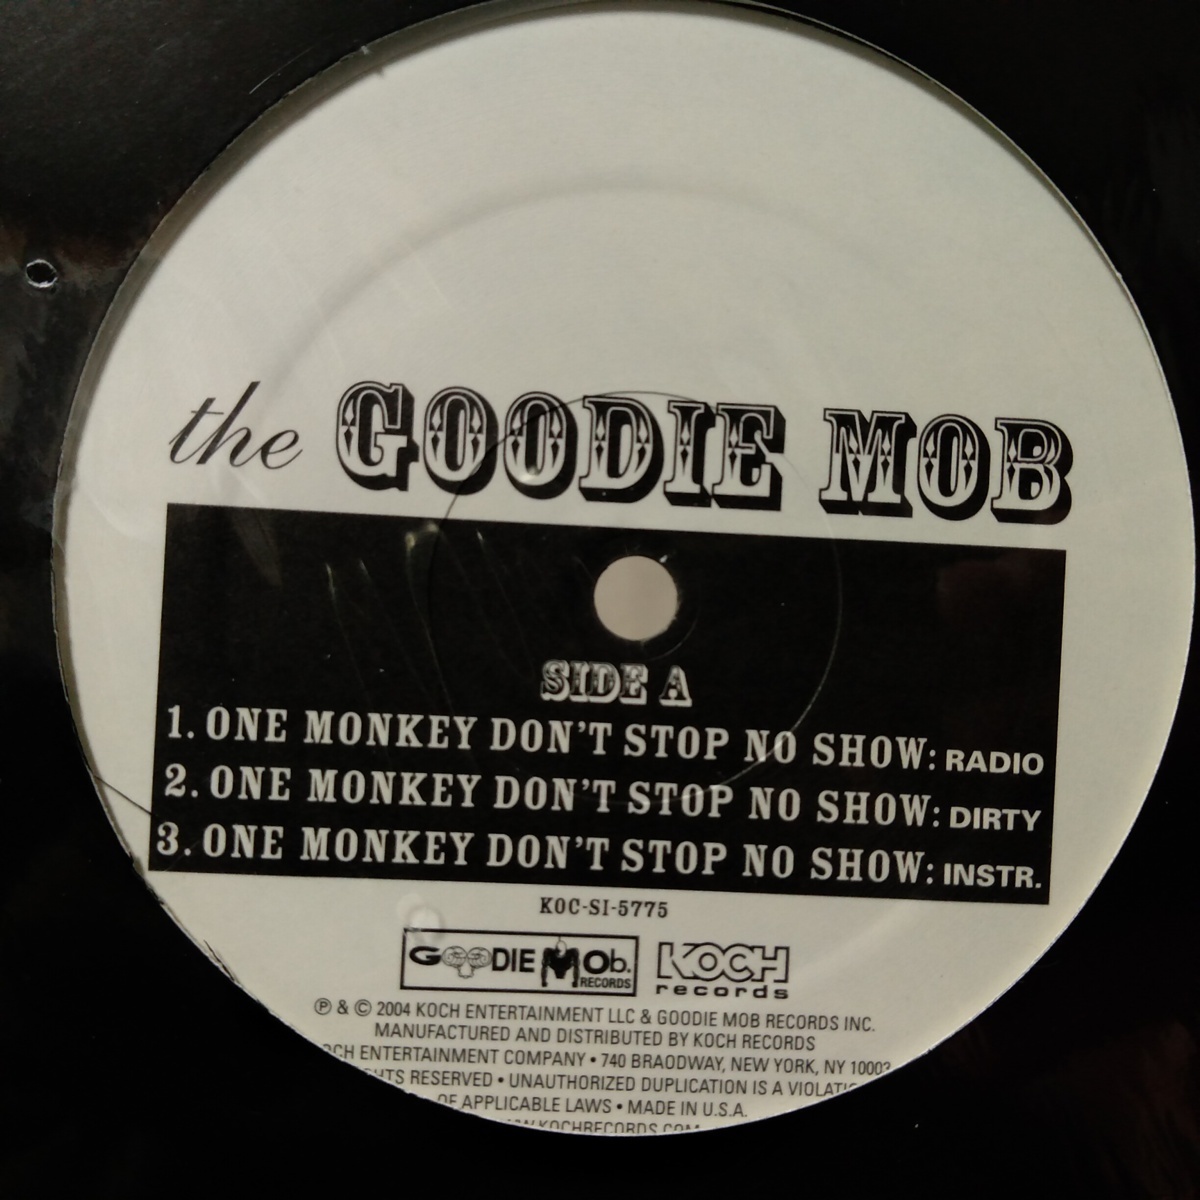 the GOODIE MOB
SIDE A
1. ONE MONKEY DON'T STOP NO SHOW: RADIO
2. ONE MONKEY DON'T STOP NO SHOW: DIRTY
3. ONE MONKEY DON'T STOP NO SHOW: INSTR.
KOC-SI-5775
GOODIE MOb. RECORDS
KOCH records
℗ & © 2004 KOCH ENTERTAINMENT LLC & GOODIE MOB RECORDS INC.
MANUFACTURED AND DISTRIBUTED BY KOCH RECORDS
ENTERTAINMENT COMPANY • 740 BRAODWAY, NEW YORK, NY 10003
RESERVED • UNAUTHORIZED DUPLICATION IS A
OF APPLICABLE LAWS • MADE IN U.S.A.